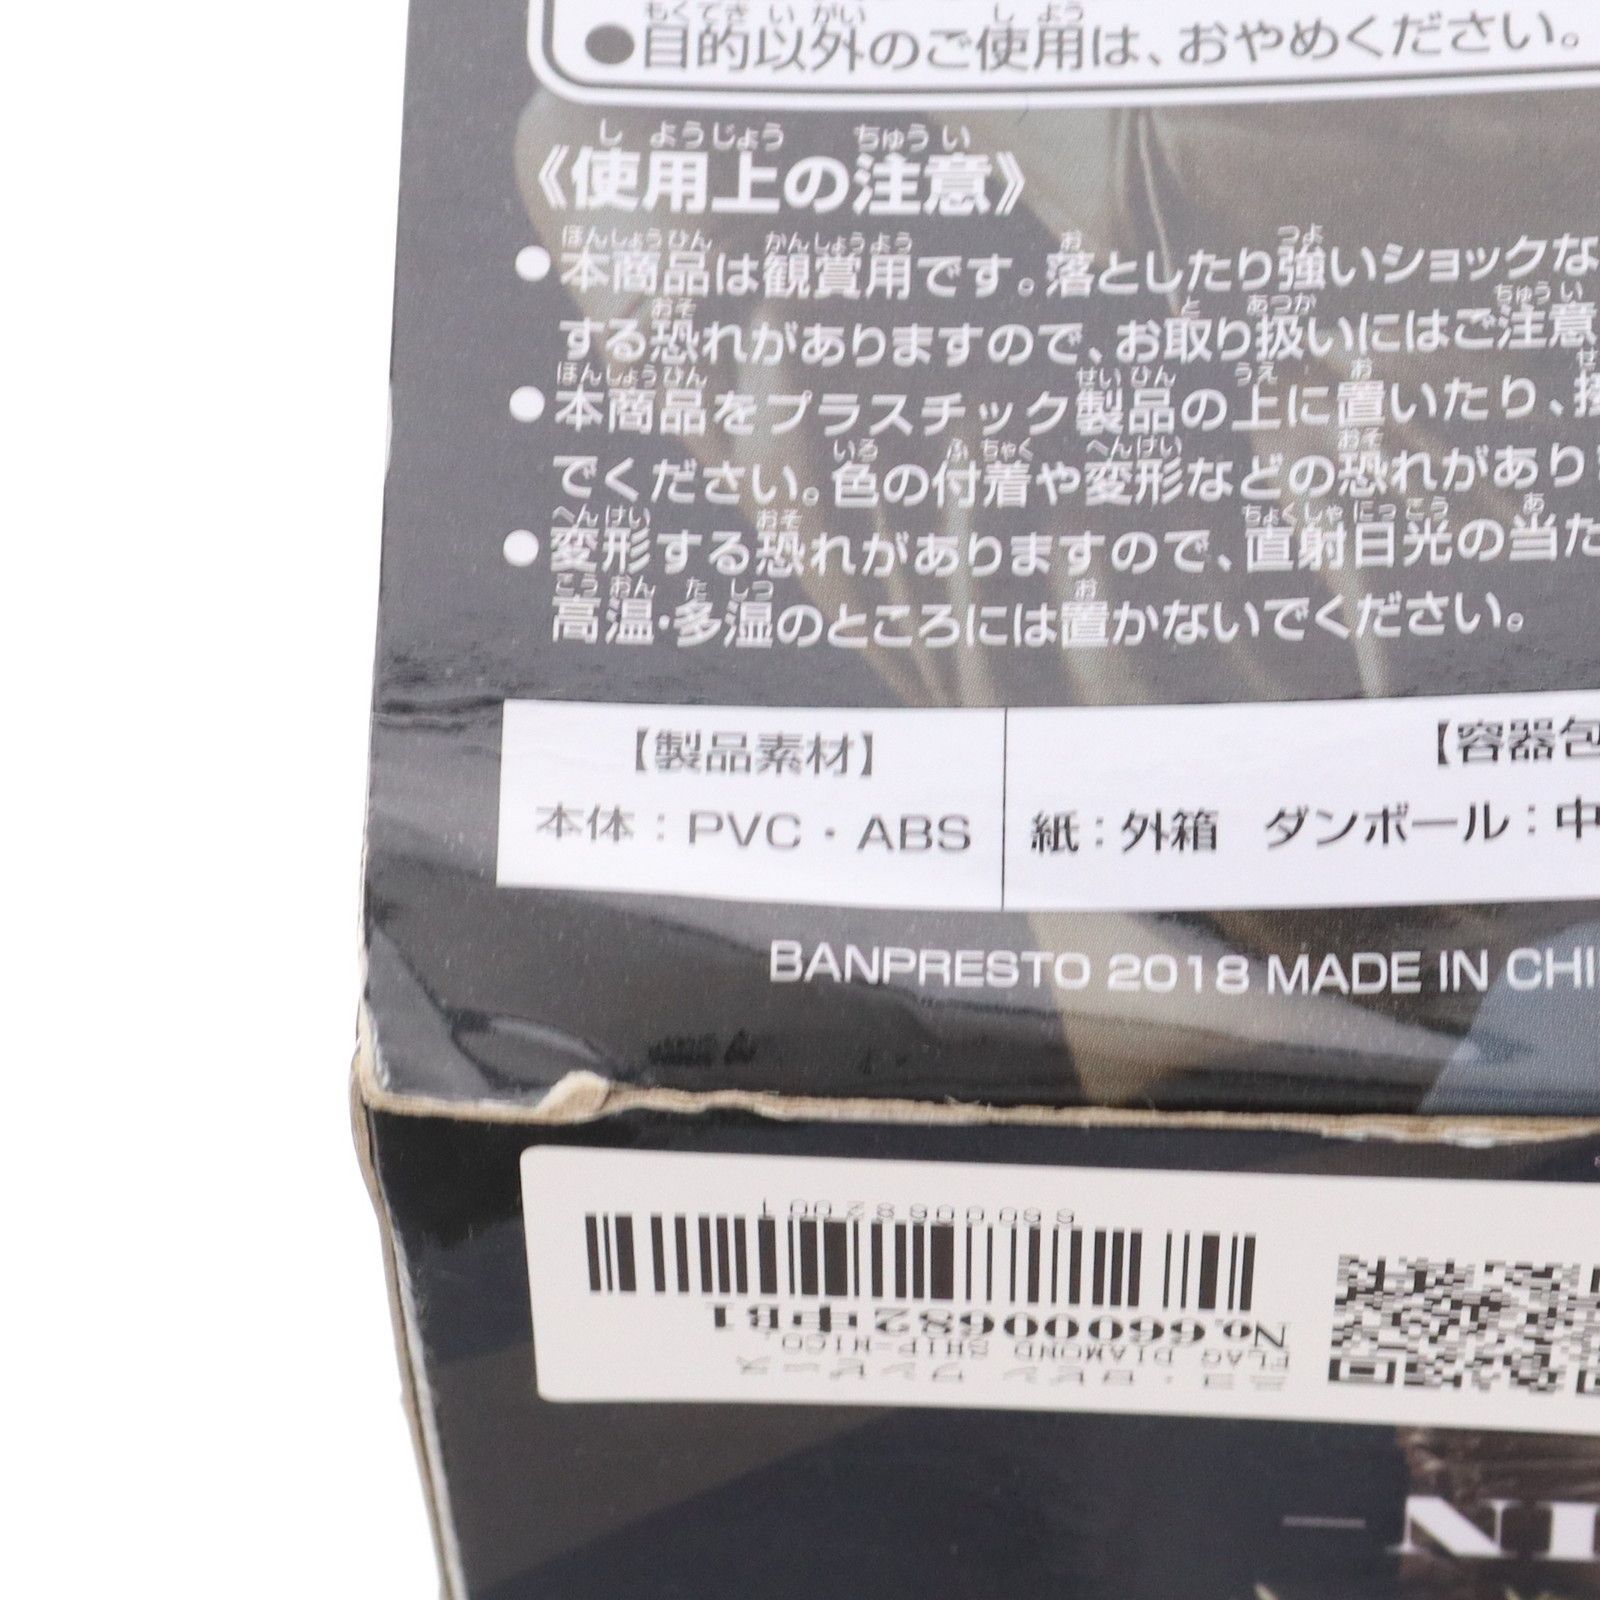 ●目的以外のご使用は、おやめください。
《使用上の注意》
●本商品は観賞用です。落としたり強いショックな
する恐れがありますので、お取り扱いにはご注意
●本商品をプラスチック製品の上に置いたり、接
でください。色の付着や変形などの恐れがあり
●変形する恐れがありますので、直射日光の当た
高温・多湿のところには置かないでください。
【製品素材】
本体：PVC・ABS
【容器包
紙：外箱 ダンボール：中
BANPRESTO 2018 MADE IN CHI
No.660006824PB1
FLAG DIAMOND SHIP-NICO
NI